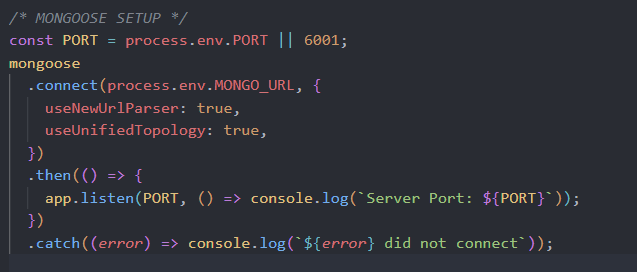 /* MONGOOSE SETUP */
const PORT = process.env.PORT || 6001;
mongoose
  .connect(process.env.MONGO_URL, {
    useNewUrlParser: true,
    useUnifiedTopology: true,
  })
  .then(() => {
    app.listen(PORT, () => console.log(`Server Port: ${PORT}`));
  })
  .catch((error) => console.log(`${error} did not connect`));